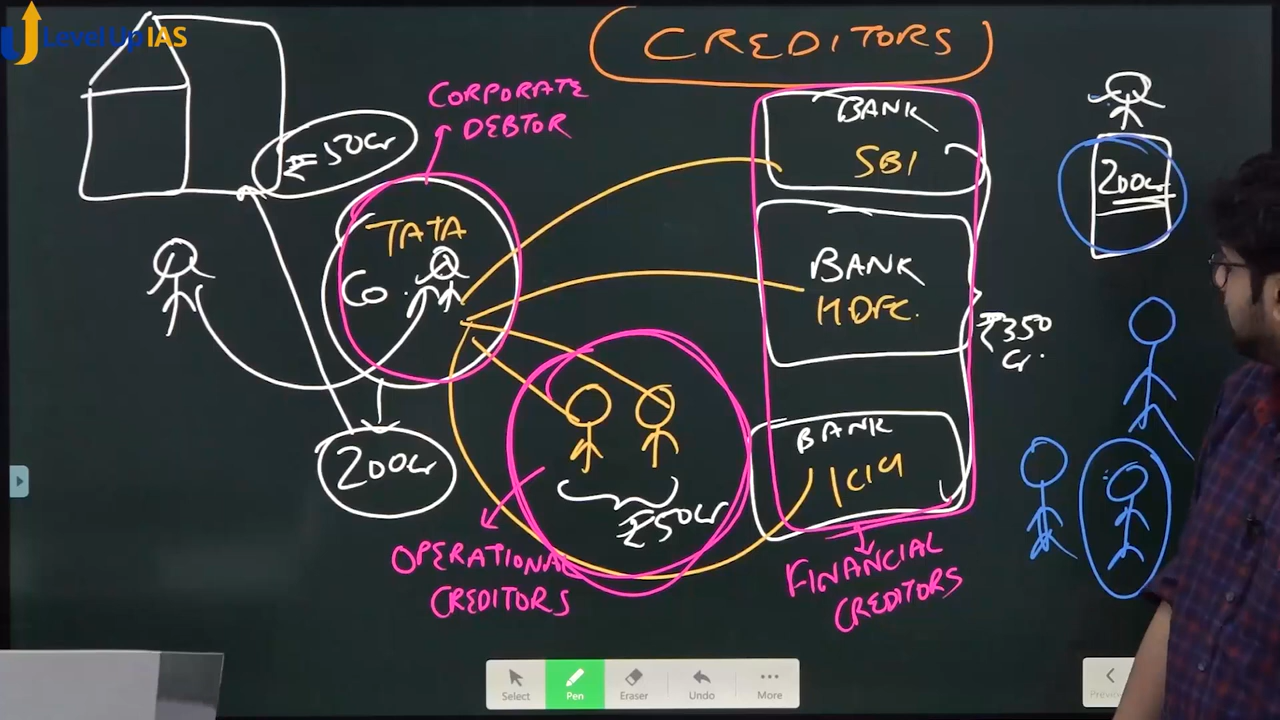 Level Up IAS
CREDITORS
CORPORATE
DEBTOR
₹50Cr
TATA
Co.
200Cr
OPERATIONAL
CREDITORS
₹50Cr
BANK
SBI
BANK
HDFC.
BANK
ICICI
₹350
Cr.
FINANCIAL
CREDITORS
200Cr
Select
Pen
Eraser
Undo
More